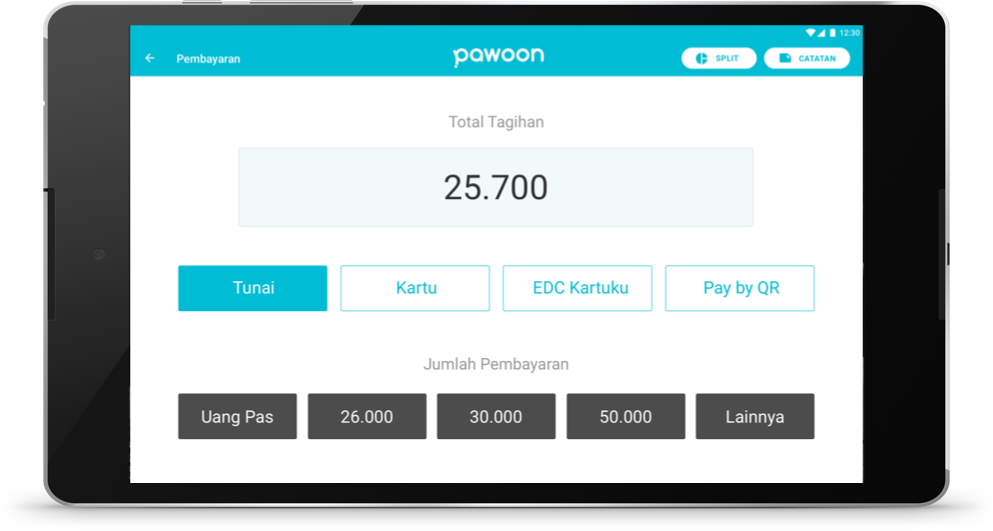 12:30
Pembayaran
pawoon
SPLIT
CATATAN
Total Tagihan
25.700
Tunai
Kartu
EDC Kartuku
Pay by QR
Jumlah Pembayaran
Uang Pas
26.000
30.000
50.000
Lainnya